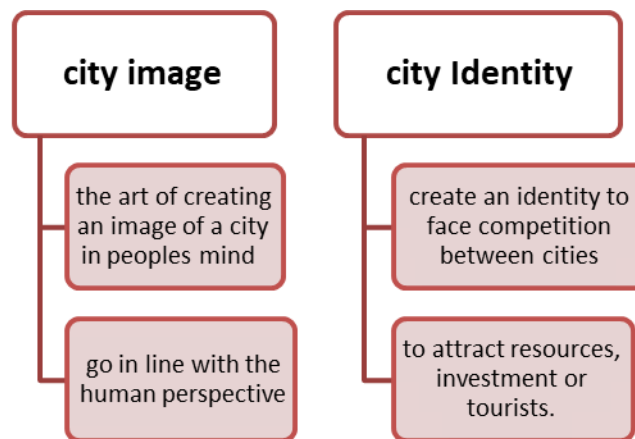 city image
the art of creating
an image of a city
in peoples mind
go in line with the
human perspective
city Identity
create an identity to
face competition
between cities
to attract resources,
investment or
tourists.